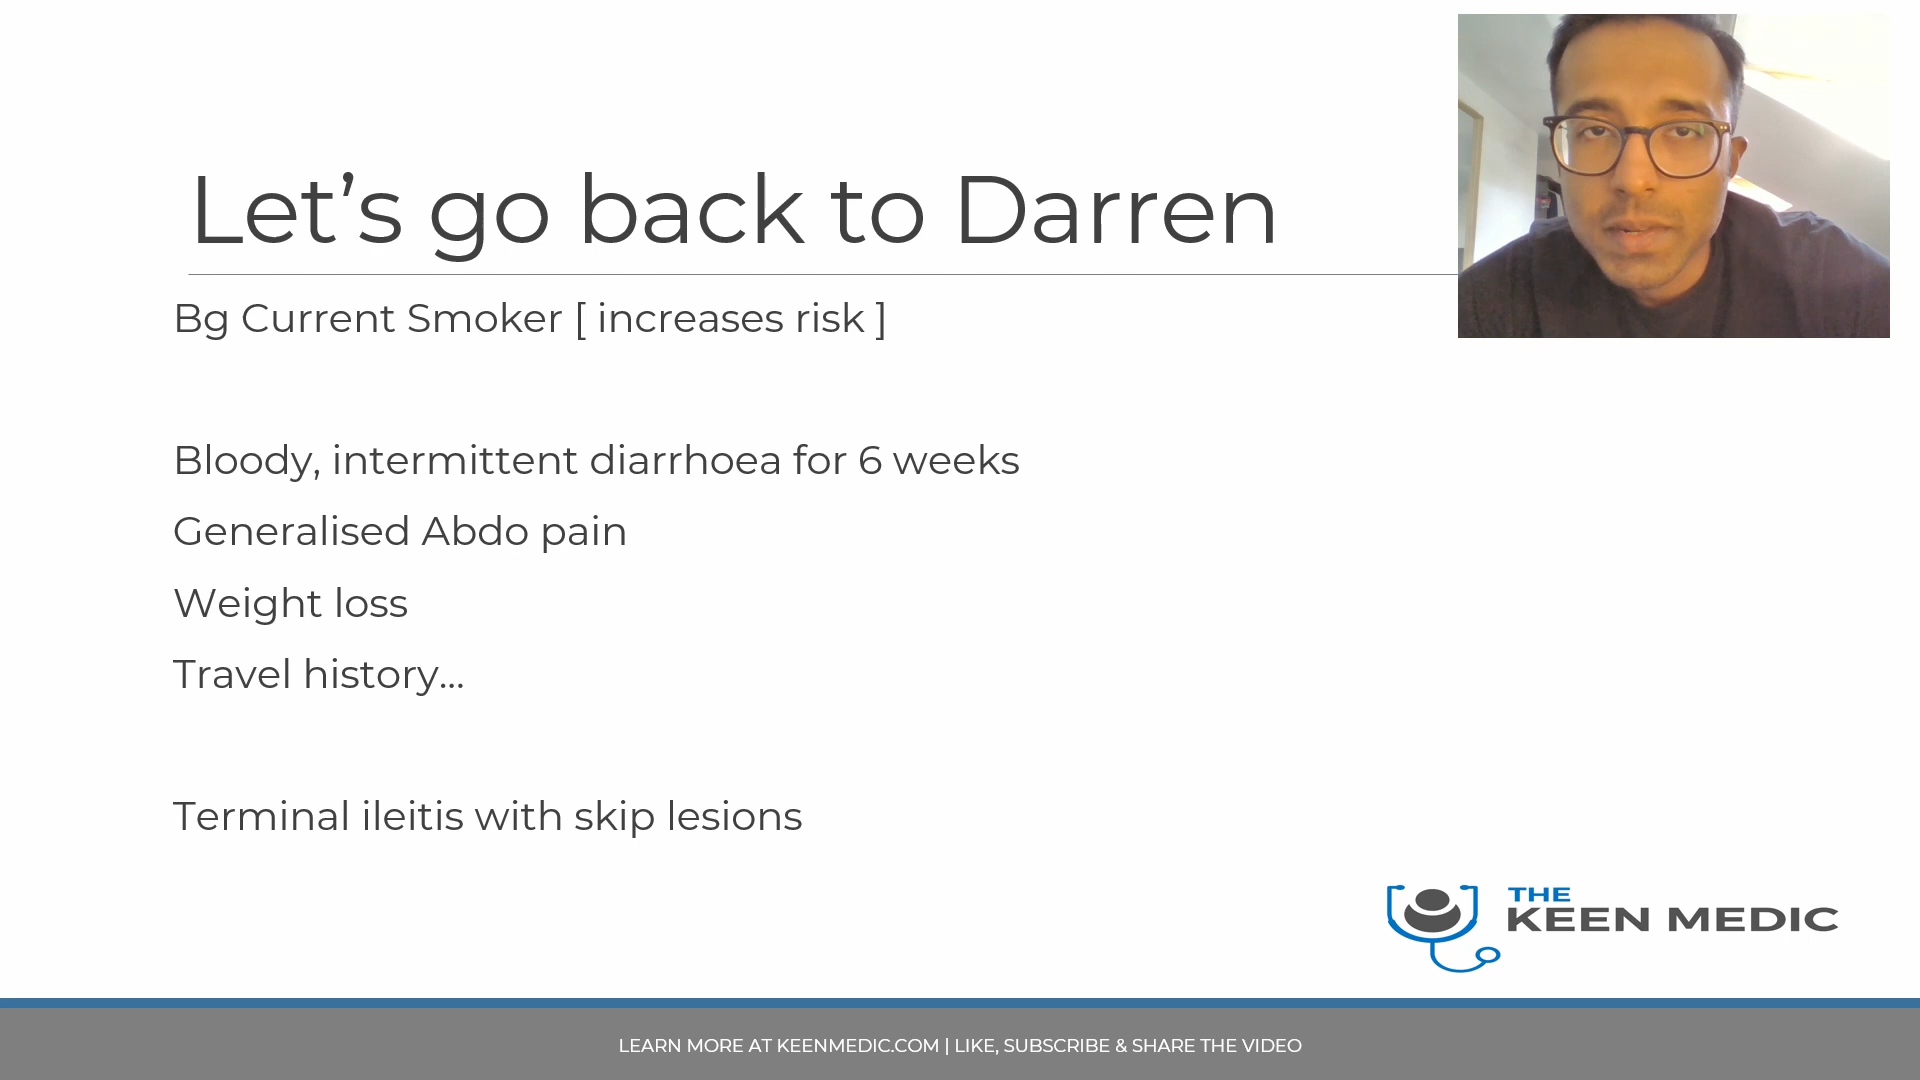 Let’s go back to Darren
Bg Current Smoker [ increases risk ]
Bloody, intermittent diarrhoea for 6 weeks
Generalised Abdo pain
Weight loss
Travel history...
Terminal ileitis with skip lesions
THE
KEEN MEDIC
LEARN MORE AT KEENMEDIC.COM | LIKE, SUBSCRIBE & SHARE THE VIDEO